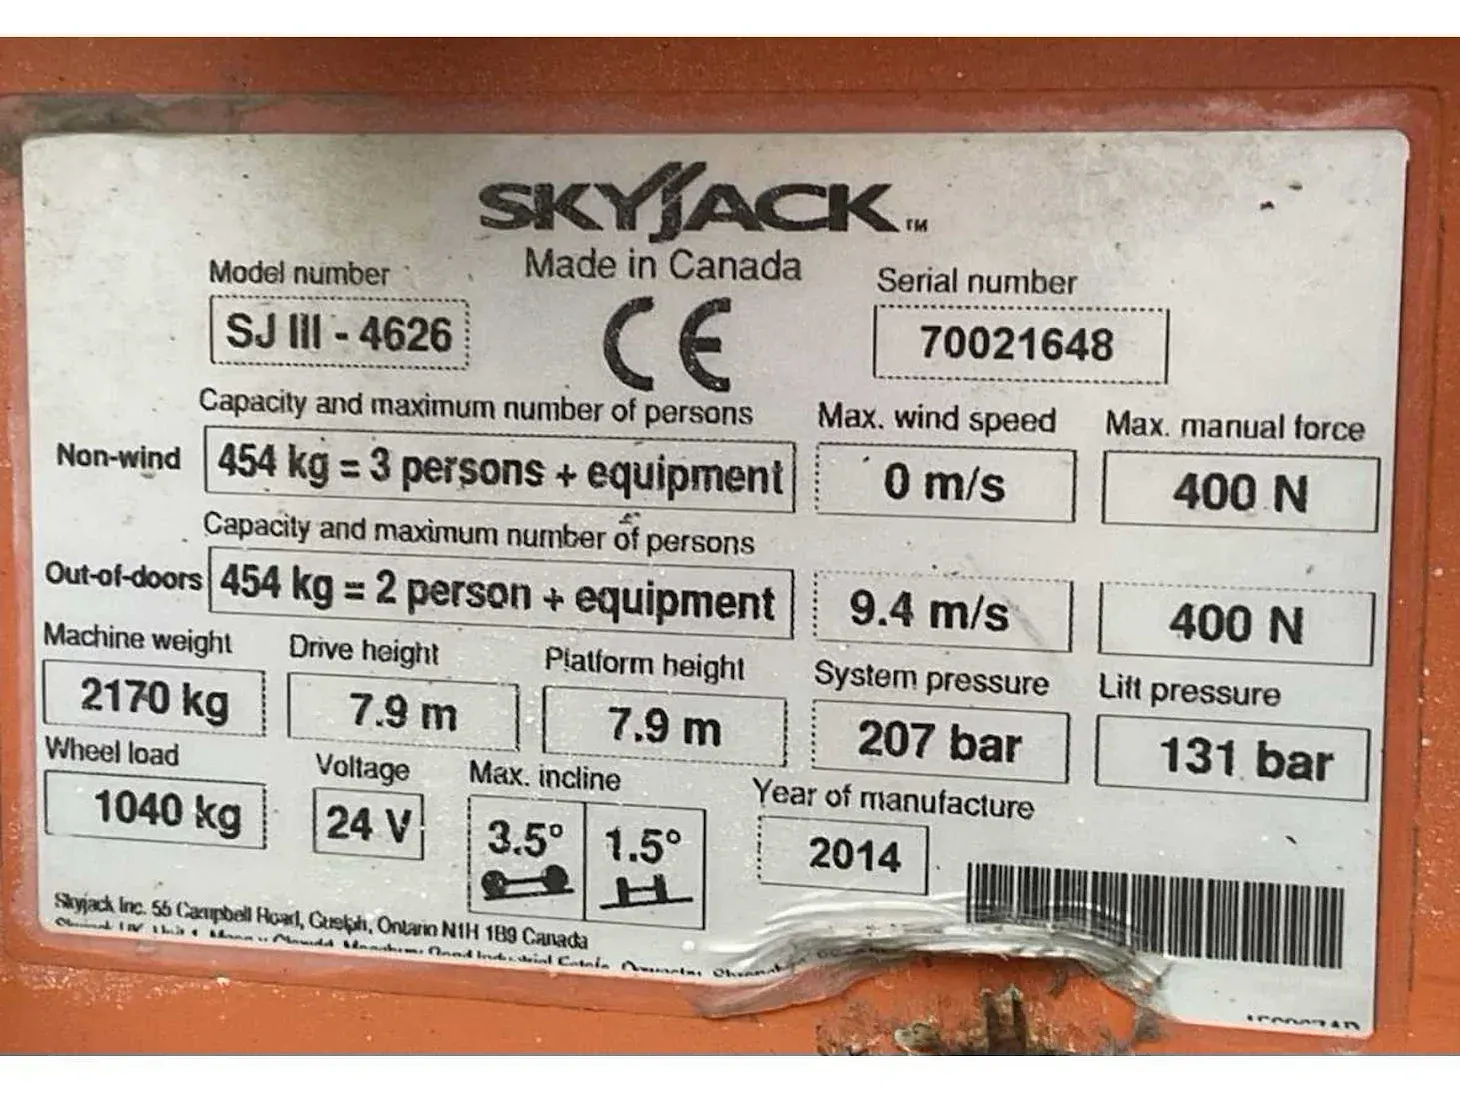 SKYJACK™
Made in Canada
Model number
SJ III - 4626
CE
Serial number
70021648
Capacity and maximum number of persons
Max. wind speed
Max. manual force
Non-wind
454 kg = 3 persons + equipment
0 m/s
400 N
Capacity and maximum number of persons
Out-of-doors
454 kg = 2 person + equipment
9.4 m/s
400 N
Machine weight
Drive height
Platform height
System pressure
Lift pressure
2170 kg
7.9 m
7.9 m
207 bar
131 bar
Wheel load
Voltage
Max. incline
Year of manufacture
1040 kg
24 V
3.5°
1.5°
2014
Skyjack Inc. 55 Campbell Road, Guelph, Ontario N1H 1B9 Canada